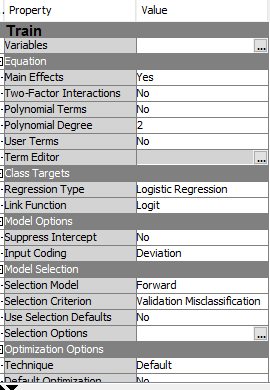 Property Value
Train
Variables ...
Equation
Main Effects Yes
Two-Factor Interactions No
Polynomial Terms No
Polynomial Degree 2
User Terms No
Term Editor ...
Class Targets
Regression Type Logistic Regression
Link Function Logit
Model Options
Suppress Intercept No
Input Coding Deviation
Model Selection
Selection Model Forward
Selection Criterion Validation Misclassification
Use Selection Defaults No
Selection Options ...
Optimization Options
Technique Default
Default Optimization No